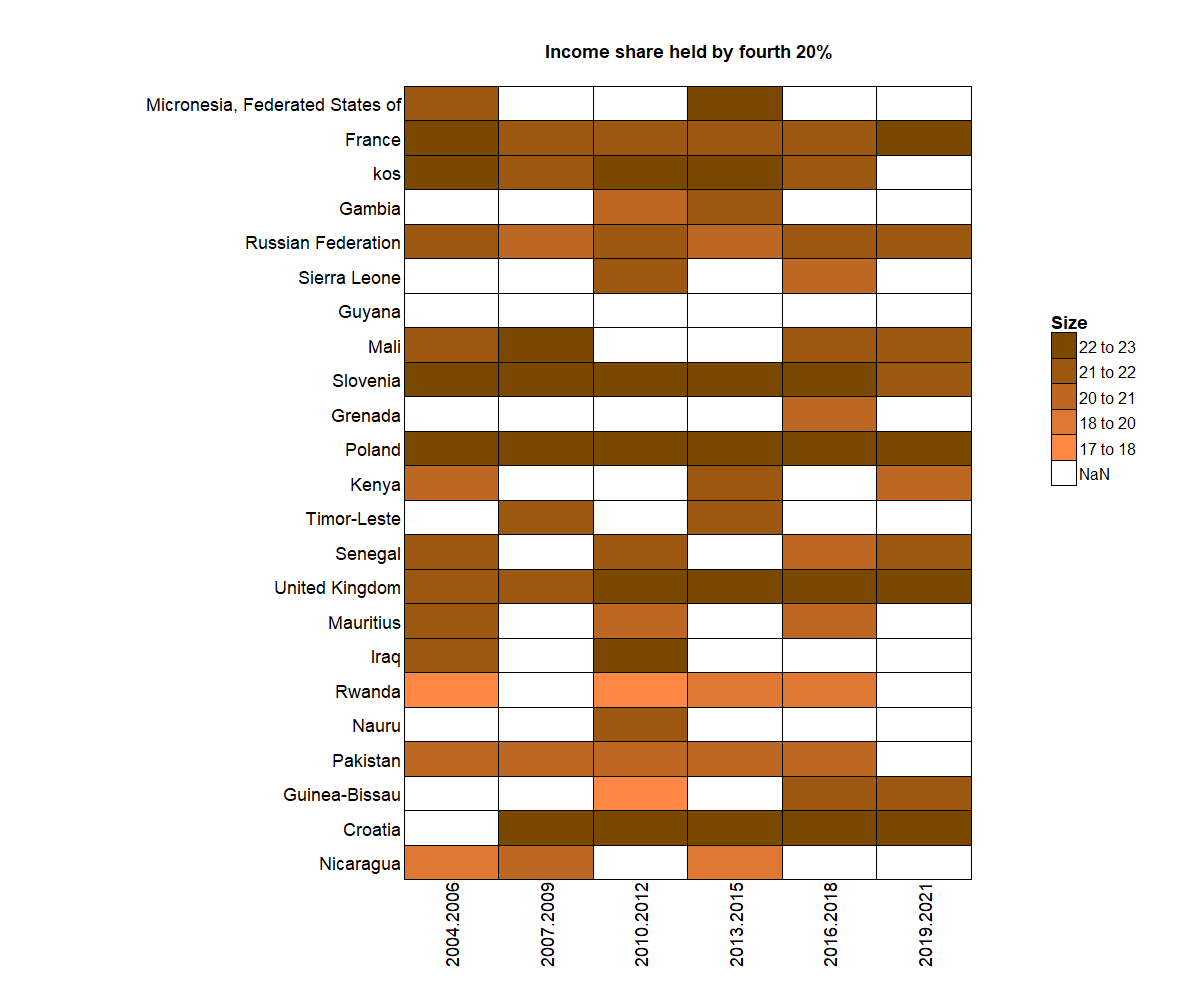 Income share held by fourth 20%
Micronesia, Federated States of
France
kos
Gambia
Russian Federation
Sierra Leone
Guyana
Mali
Slovenia
Grenada
Poland
Kenya
Timor-Leste
Senegal
United Kingdom
Mauritius
Iraq
Rwanda
Nauru
Pakistan
Guinea-Bissau
Croatia
Nicaragua
2004.2006
2007.2009
2010.2012
2013.2015
2016.2018
2019.2021
Size
22 to 23
21 to 22
20 to 21
18 to 20
17 to 18
NaN